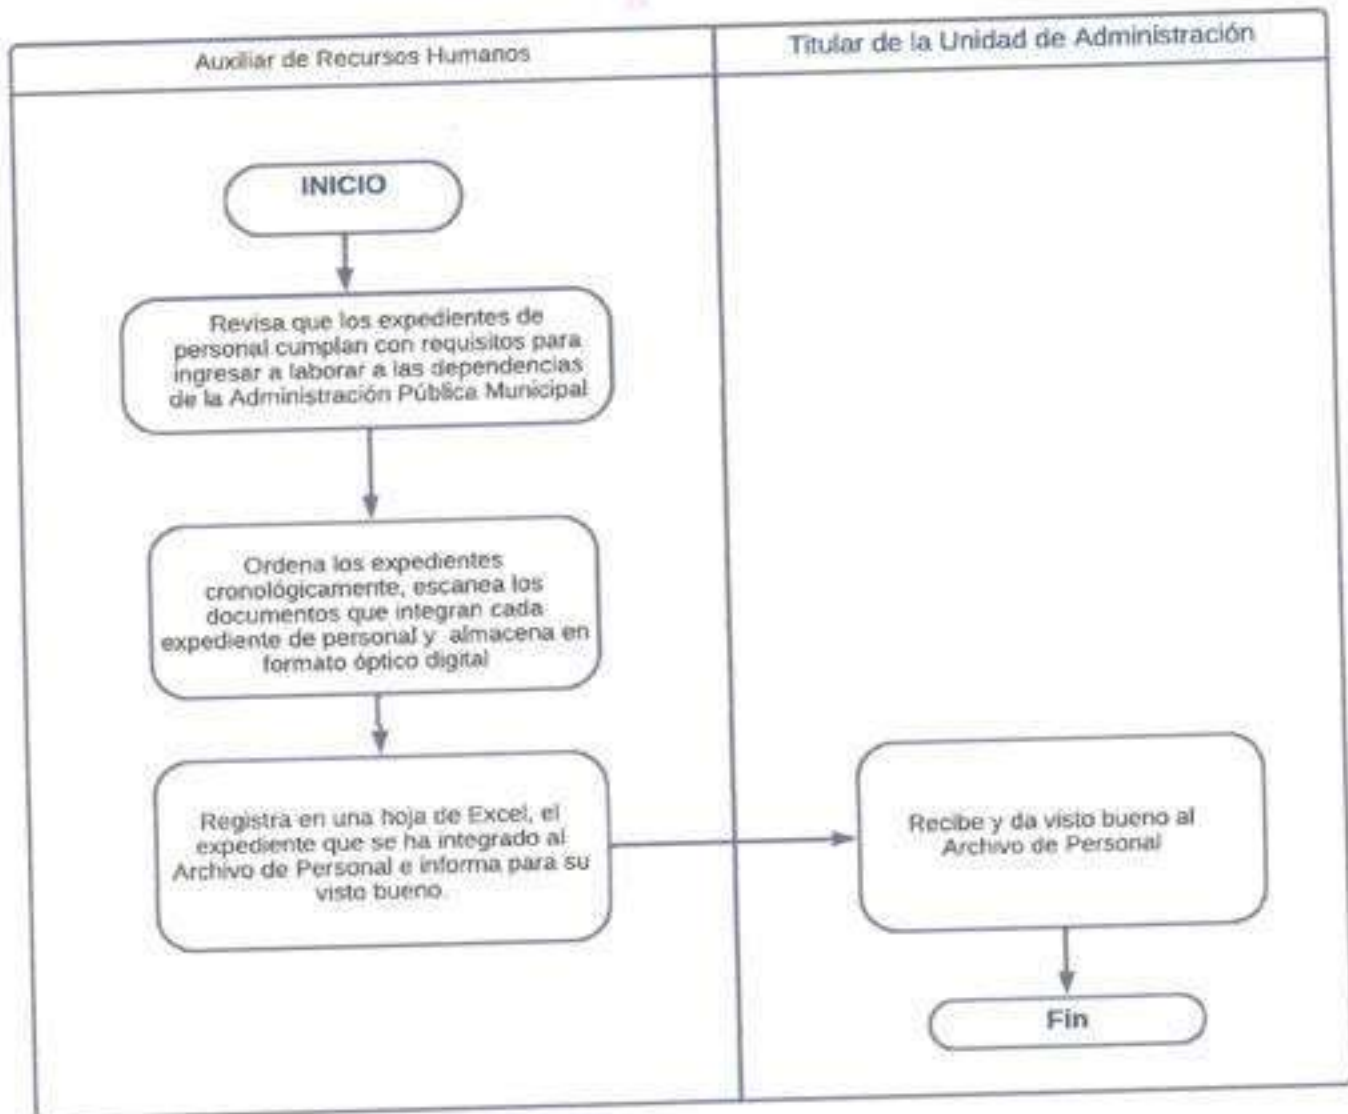 Auxiliar de Recursos Humanos
Titular de la Unidad de Administración
INICIO
Revisa que los expedientes de
personal cumplan con requisitos para
ingresar a laborar a las dependencias
de la Administración Pública Municipal
Ordena los expedientes
cronológicamente, escanea los
documentos que integran cada
expediente de personal y almacena en
formato óptico digital
Registra en una hoja de Excel, el
expediente que se ha integrado al
Archivo de Personal e informa para su
visto bueno
Recibe y da visto bueno al
Archivo de Personal
Fin